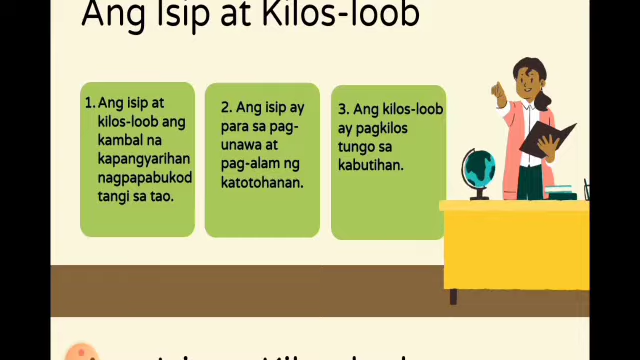 Ang Isip at Kilos-loob
1. Ang isip at
kilos-loob ang
kambal na
kapangyarihan
nagpapabukod
tangi sa tao.
2. Ang isip ay
para sa pag-
unawa at
pag-alam ng
katotohanan.
3. Ang kilos-loob
ay pagkilos
tungo sa
kabutihan.